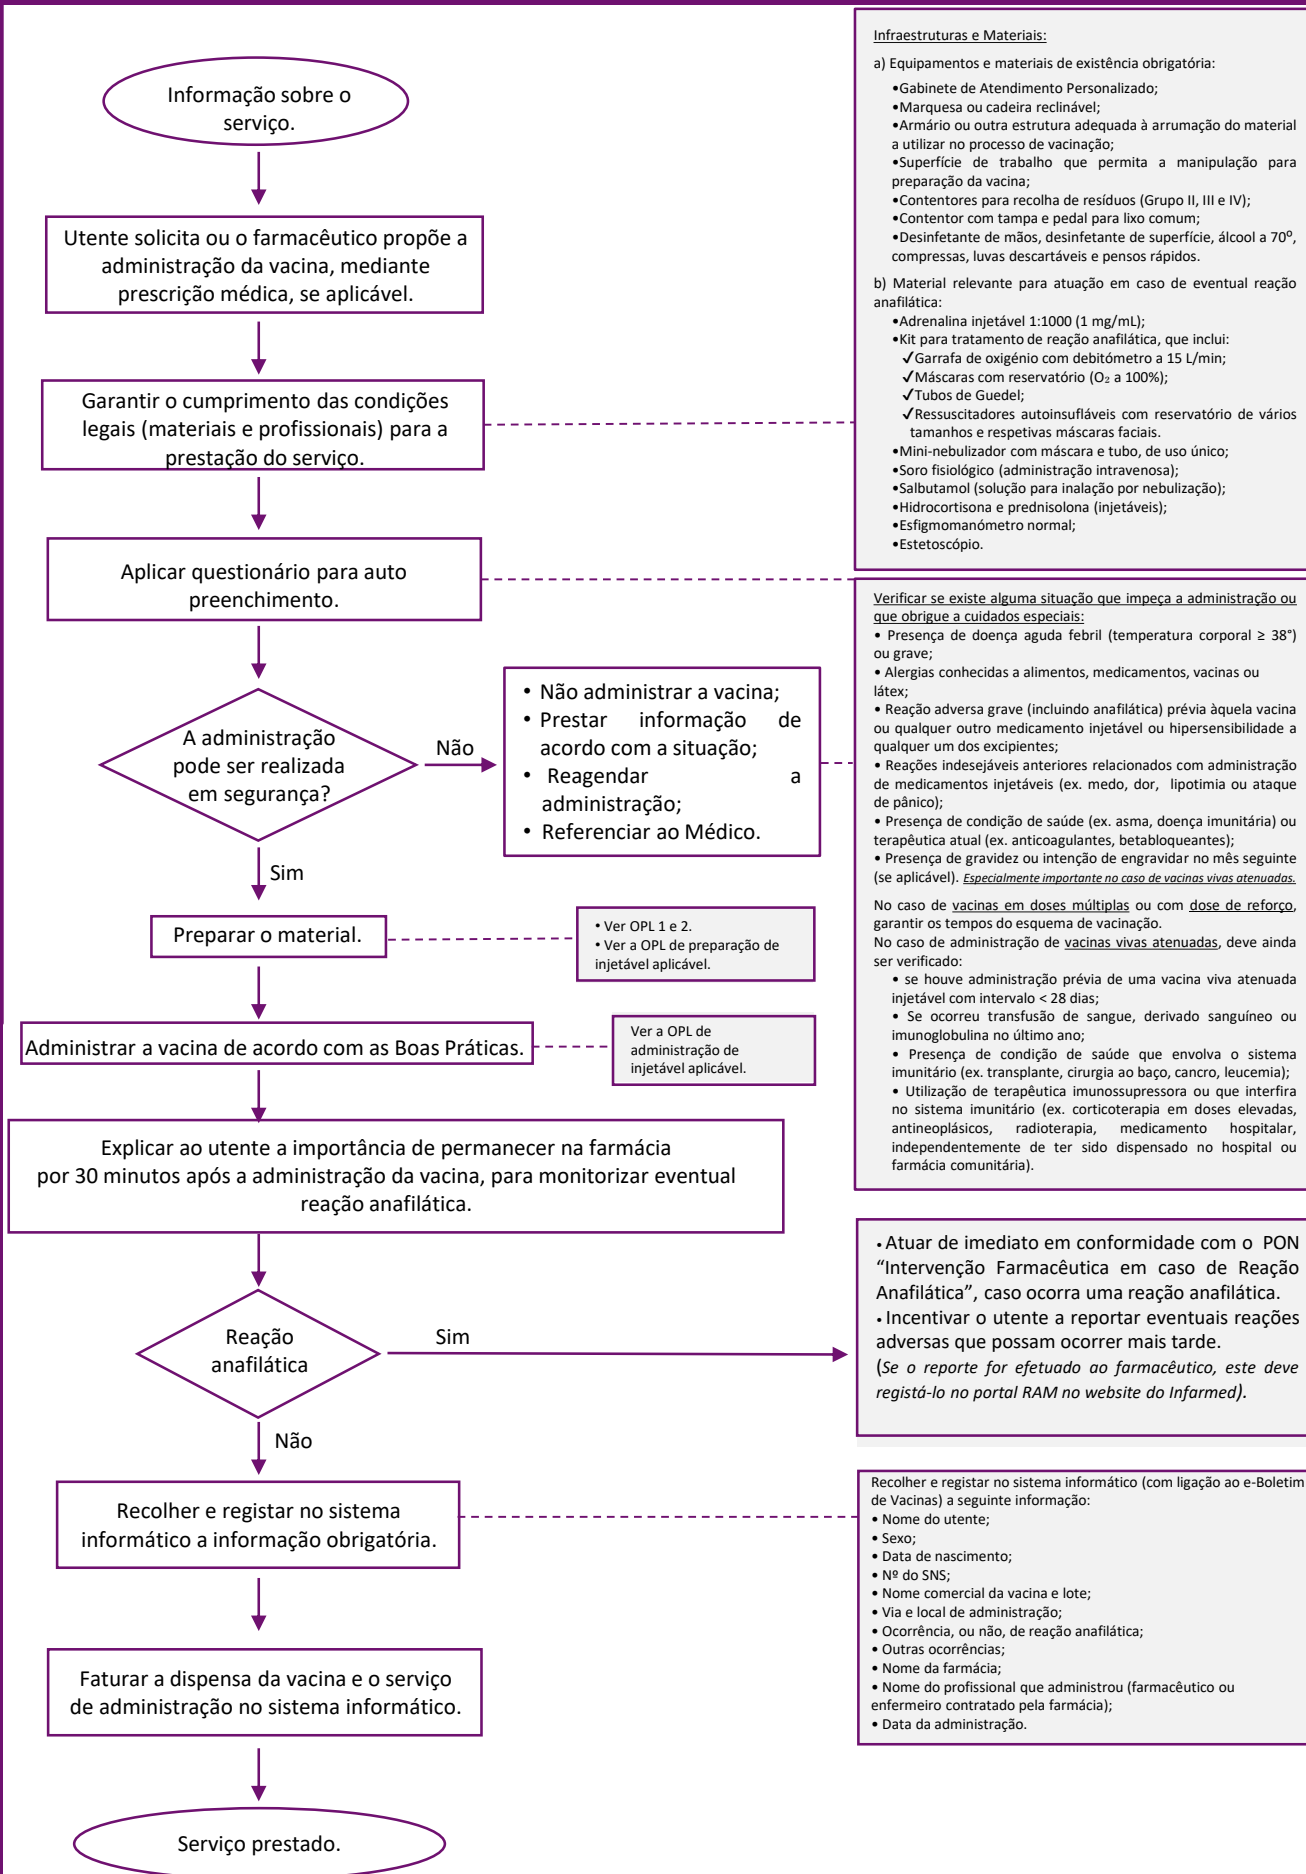 Informação sobre o
serviço.
Utente solicita ou o farmacêutico propõe a
administração da vacina, mediante
prescrição médica, se aplicável.
Garantir o cumprimento das condições
legais (materiais e profissionais) para a
prestação do serviço.
Aplicar questionário para auto
preenchimento.
A administração
pode ser realizada
em segurança?
Não
• Não administrar a vacina;
• Prestar informação de
acordo com a situação;
• Reagendar a
administração;
• Referenciar ao Médico.
Sim
Preparar o material.
• Ver OPL 1 e 2.
• Ver a OPL de preparação de
injetável aplicável.
Administrar a vacina de acordo com as Boas Práticas.
Ver a OPL de
administração de
injetável aplicável.
Explicar ao utente a importância de permanecer na farmácia
por 30 minutos após a administração da vacina, para monitorizar eventual
reação anafilática.
Reação
anafilática
Sim
Não
Recolher e registar no sistema
informático a informação obrigatória.
Faturar a dispensa da vacina e o serviço
de administração no sistema informático.
Serviço prestado.
Infraestruturas e Materiais:
a) Equipamentos e materiais de existência obrigatória:
•Gabinete de Atendimento Personalizado;
•Marquesa ou cadeira reclinável;
•Armário ou outra estrutura adequada à arrumação do material
a utilizar no processo de vacinação;
•Superfície de trabalho que permita a manipulação para
preparação da vacina;
•Contentores para recolha de resíduos (Grupo II, III e IV);
•Contentor com tampa e pedal para lixo comum;
•Desinfetante de mãos, desinfetante de superfície, álcool a 70º,
compressas, luvas descartáveis e pensos rápidos.
b) Material relevante para atuação em caso de eventual reação
anafilática:
•Adrenalina injetável 1:1000 (1 mg/mL);
•Kit para tratamento de reação anafilática, que inclui:
✓Garrafa de oxigénio com debitómetro a 15 L/min;
✓Máscaras com reservatório (O₂ a 100%);
✓Tubos de Guedel;
✓Ressuscitadores autoinsufláveis com reservatório de vários
tamanhos e respetivas máscaras faciais.
•Mini-nebulizador com máscara e tubo, de uso único;
•Soro fisiológico (administração intravenosa);
•Salbutamol (solução para inalação por nebulização);
•Hidrocortisona e prednisolona (injetáveis);
•Esfigmomanómetro normal;
•Estetoscópio.
Verificar se existe alguma situação que impeça a administração ou
que obrigue a cuidados especiais:
• Presença de doença aguda febril (temperatura corporal ≥ 38°)
ou grave;
• Alergias conhecidas a alimentos, medicamentos, vacinas ou
látex;
• Reação adversa grave (incluindo anafilática) prévia àquela vacina
ou qualquer outro medicamento injetável ou hipersensibilidade a
qualquer um dos excipientes;
• Reações indesejáveis anteriores relacionados com administração
de medicamentos injetáveis (ex. medo, dor, lipotimia ou ataque
de pânico);
• Presença de condição de saúde (ex. asma, doença imunitária) ou
terapêutica atual (ex. anticoagulantes, betabloqueantes);
• Presença de gravidez ou intenção de engravidar no mês seguinte
(se aplicável). Especialmente importante no caso de vacinas vivas atenuadas.
No caso de vacinas em doses múltiplas ou com dose de reforço,
garantir os tempos do esquema de vacinação.
No caso de administração de vacinas vivas atenuadas, deve ainda
ser verificado:
• se houve administração prévia de uma vacina viva atenuada
injetável com intervalo < 28 dias;
• Se ocorreu transfusão de sangue, derivado sanguíneo ou
imunoglobulina no último ano;
• Presença de condição de saúde que envolva o sistema
imunitário (ex. transplante, cirurgia ao baço, cancro, leucemia);
• Utilização de terapêutica imunossupressora ou que interfira
no sistema imunitário (ex. corticoterapia em doses elevadas,
antineoplásicos, radioterapia, medicamento hospitalar,
independentemente de ter sido dispensado no hospital ou
farmácia comunitária).
• Atuar de imediato em conformidade com o PON
“Intervenção Farmacêutica em caso de Reação
Anafilática”, caso ocorra uma reação anafilática.
• Incentivar o utente a reportar eventuais reações
adversas que possam ocorrer mais tarde.
(Se o reporte for efetuado ao farmacêutico, este deve
registá-lo no portal RAM no website do Infarmed).
Recolher e registar no sistema informático (com ligação ao e-Boletim
de Vacinas) a seguinte informação:
• Nome do utente;
• Sexo;
• Data de nascimento;
• Nº do SNS;
• Nome comercial da vacina e lote;
• Via e local de administração;
• Ocorrência, ou não, de reação anafilática;
• Outras ocorrências;
• Nome da farmácia;
• Nome do profissional que administrou (farmacêutico ou
enfermeiro contratado pela farmácia);
• Data da administração.